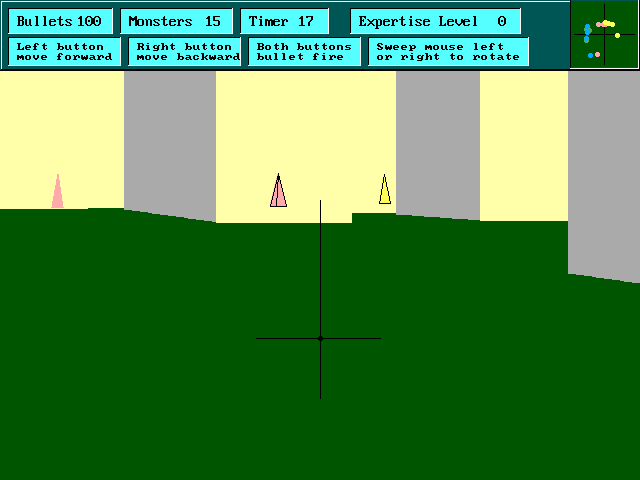 Bullets 100 Monsters 15 Timer 17 Expertise Level 0
Left button
move forward
Right button
move backward
Both buttons
bullet fire
Sweep mouse left
or right to rotate